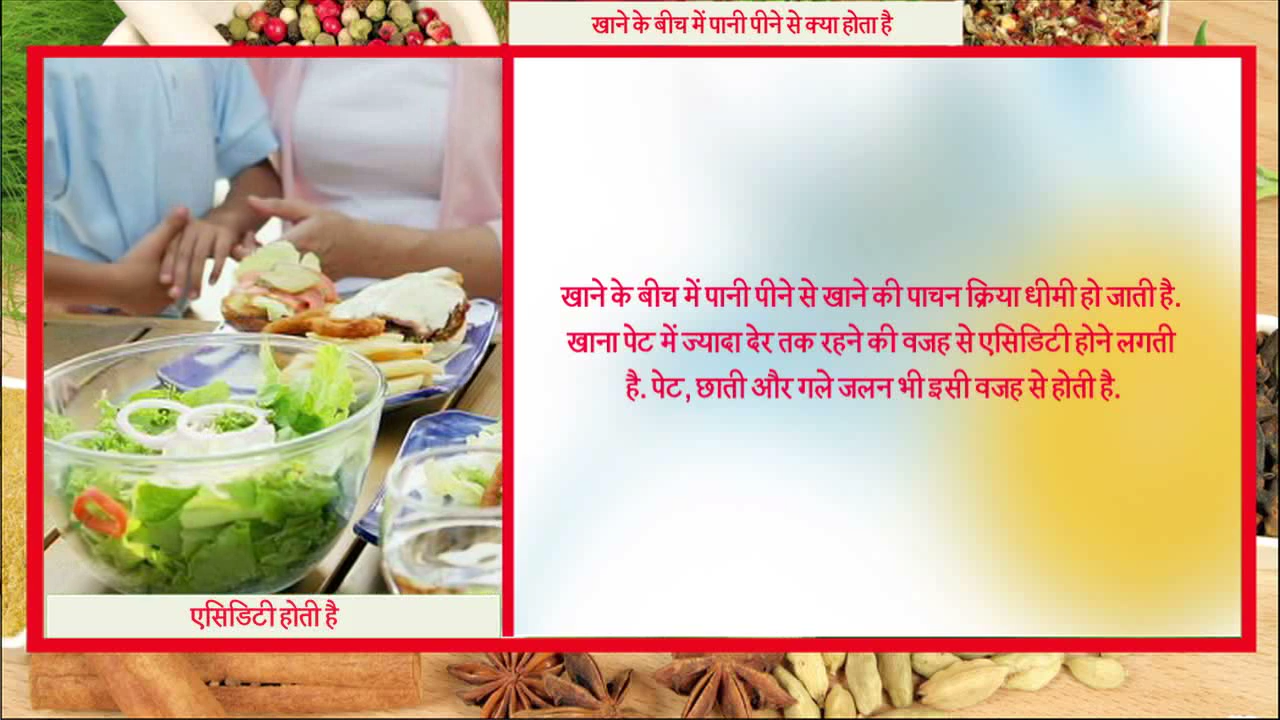 खाने के बीच में पानी पीने से क्या होता है
खाने के बीच में पानी पीने से खाने की पाचन क्रिया धीमी हो जाती है.
खाना पेट में ज्यादा देर तक रहने की वजह से एसिडिटी होने लगती
है. पेट, छाती और गले जलन भी इसी वजह से होती है.
एसिडिटी होती है